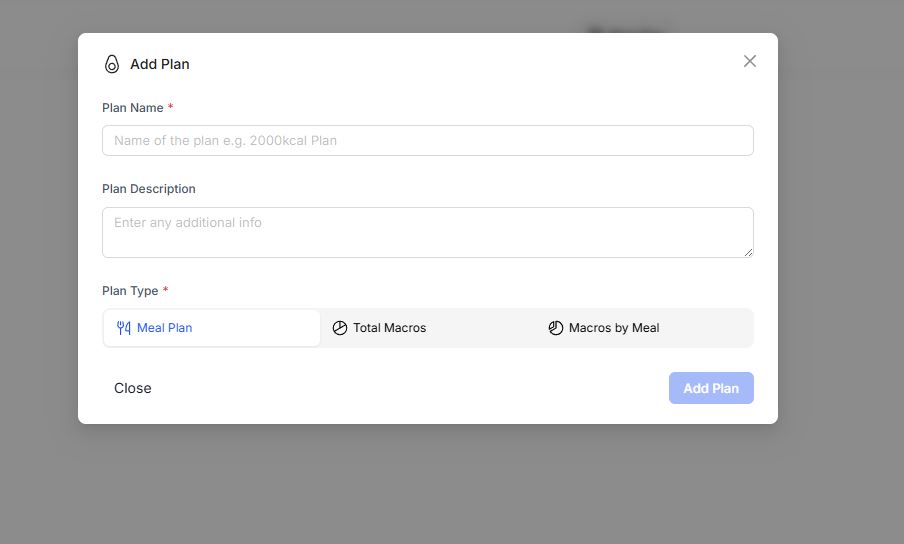 Add Plan
Plan Name *
Name of the plan e.g. 2000kcal Plan
Plan Description
Enter any additional info
Plan Type *
Meal Plan Total Macros Macros by Meal
Close Add Plan